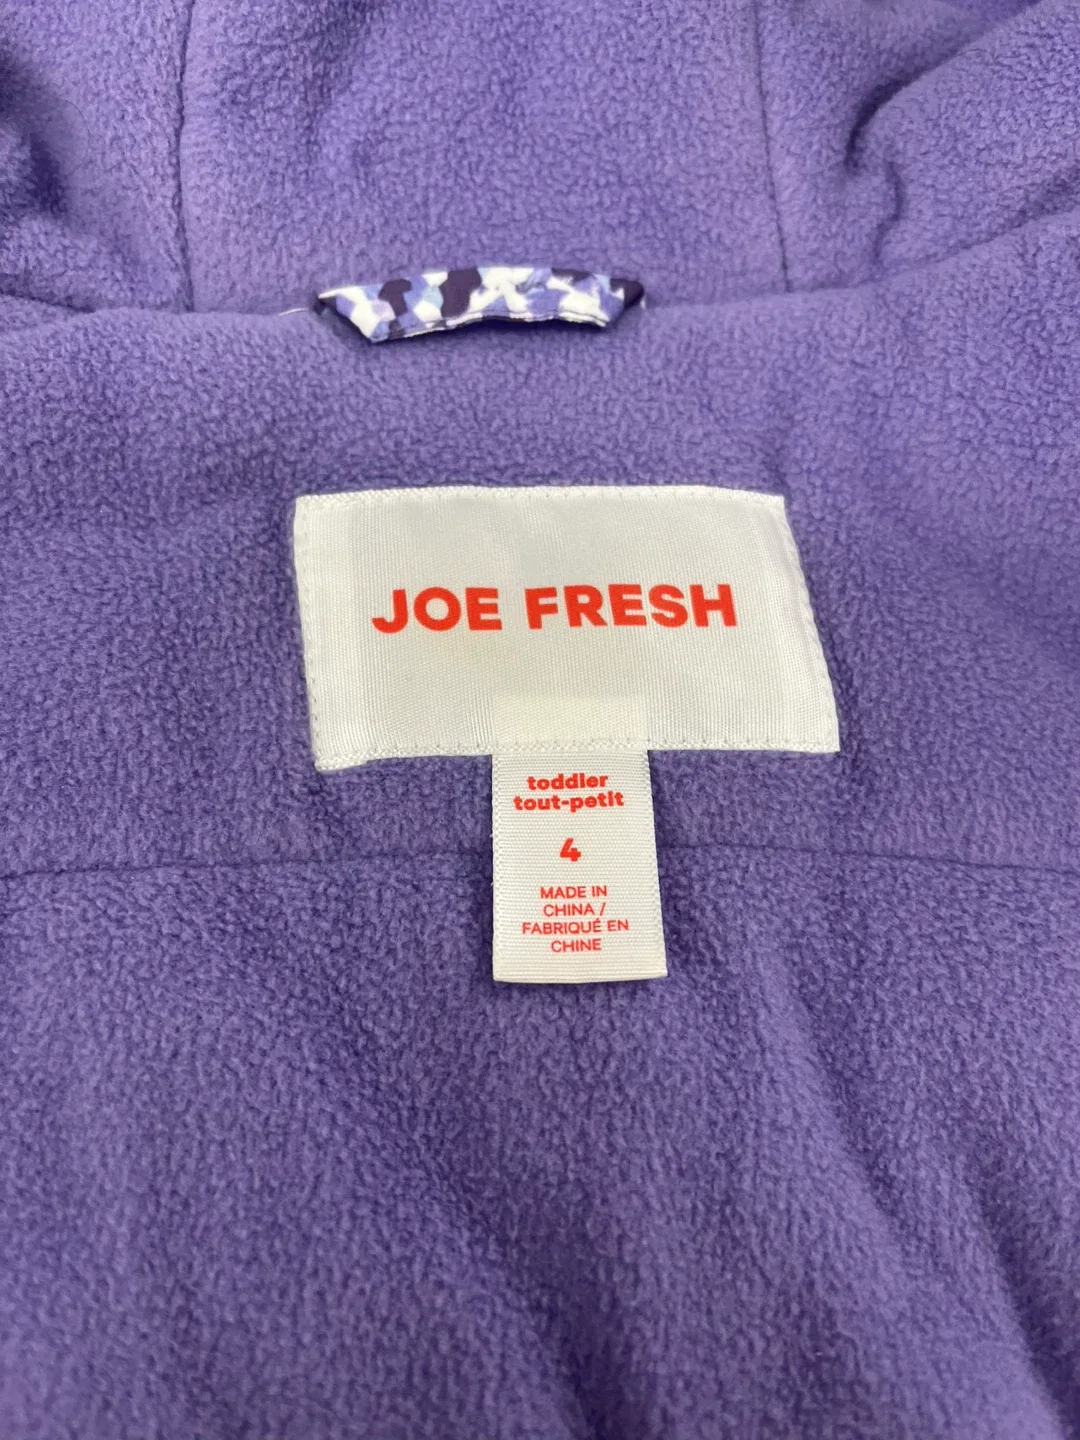 JOE FRESH
toddler
tout-petit
4
MADE IN
CHINA /
FABRIQUÉ EN
CHINE